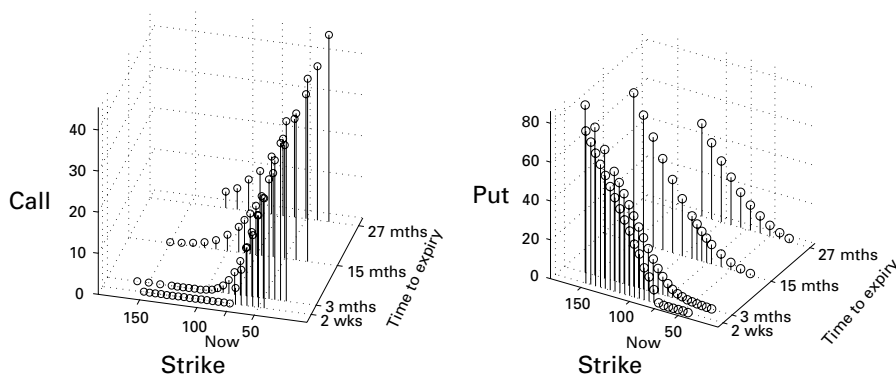 40
30
20
10
0
Call
150
100
50
Now
Strike
27 mths
15 mths
3 mths
2 wks
Time to expiry
80
60
40
20
0
Put
150
100
50
Now
Strike
27 mths
15 mths
3 mths
2 wks
Time to expiry